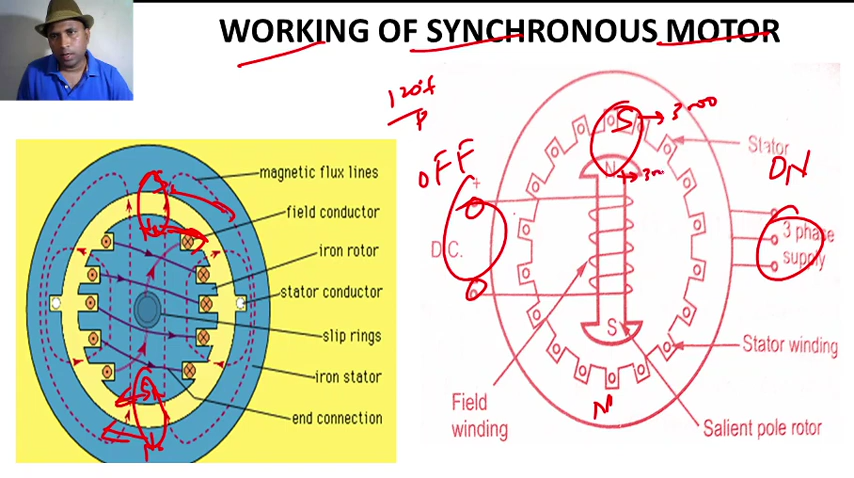 WORKING OF SYNCHRONOUS MOTOR
magnetic flux lines
field conductor
iron rotor
stator conductor
slip rings
iron stator
end connection
120f
P
OFF
S
3000
N
Stator
ON
+
D.C.
3 phase
supply
S
Stator winding
Field
winding
N
Salient pole rotor